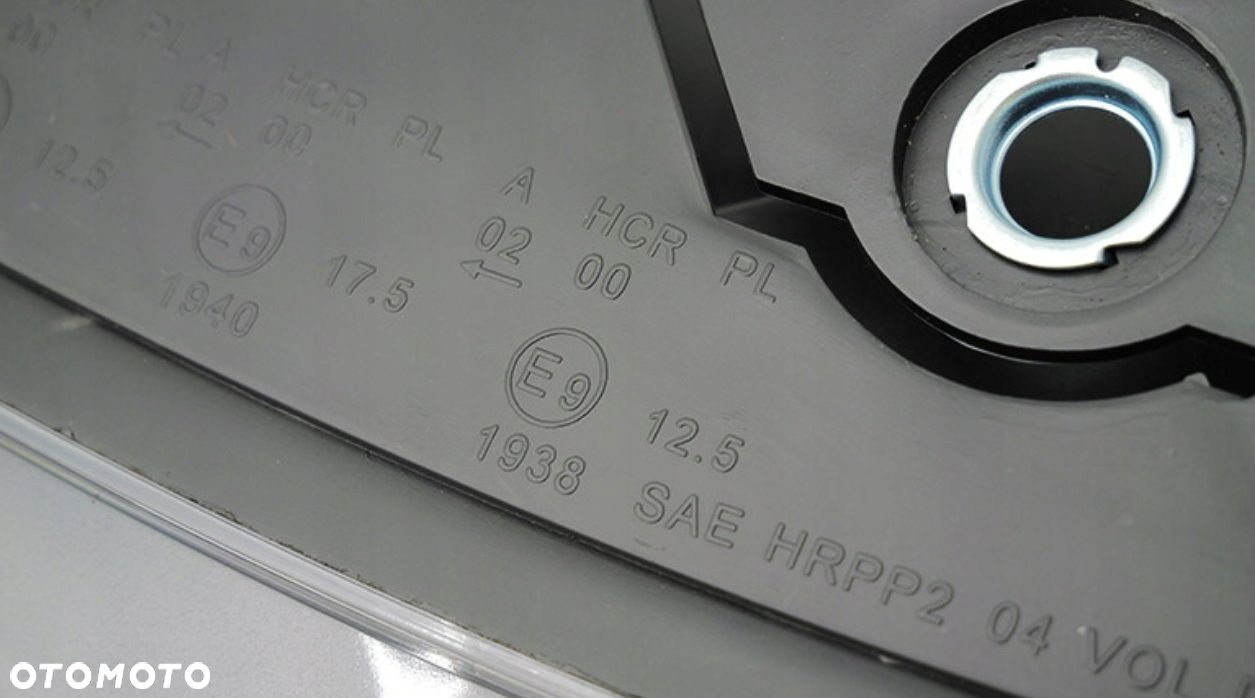 00
12.5
PL A HCR PL
02 00
←
E9 17.5
1940
A HCR PL
02 00
←
E9 12.5
1938
SAE HRPP2 04 VOL
OTOMOTO